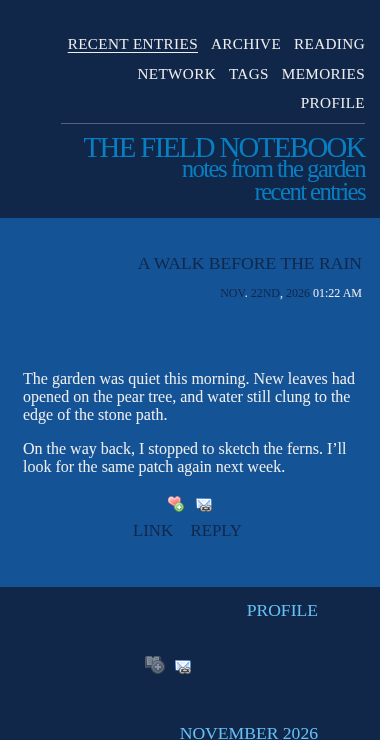 RECENT ENTRIES ARCHIVE READING
NETWORK TAGS MEMORIES
PROFILE
THE FIELD NOTEBOOK
notes from the garden
recent entries
A WALK BEFORE THE RAIN
NOV. 22ND, 2026 01:22 AM
The garden was quiet this morning. New leaves had
opened on the pear tree, and water still clung to the
edge of the stone path.
On the way back, I stopped to sketch the ferns. I’ll
look for the same patch again next week.
LINK REPLY
PROFILE
NOVEMBER 2026